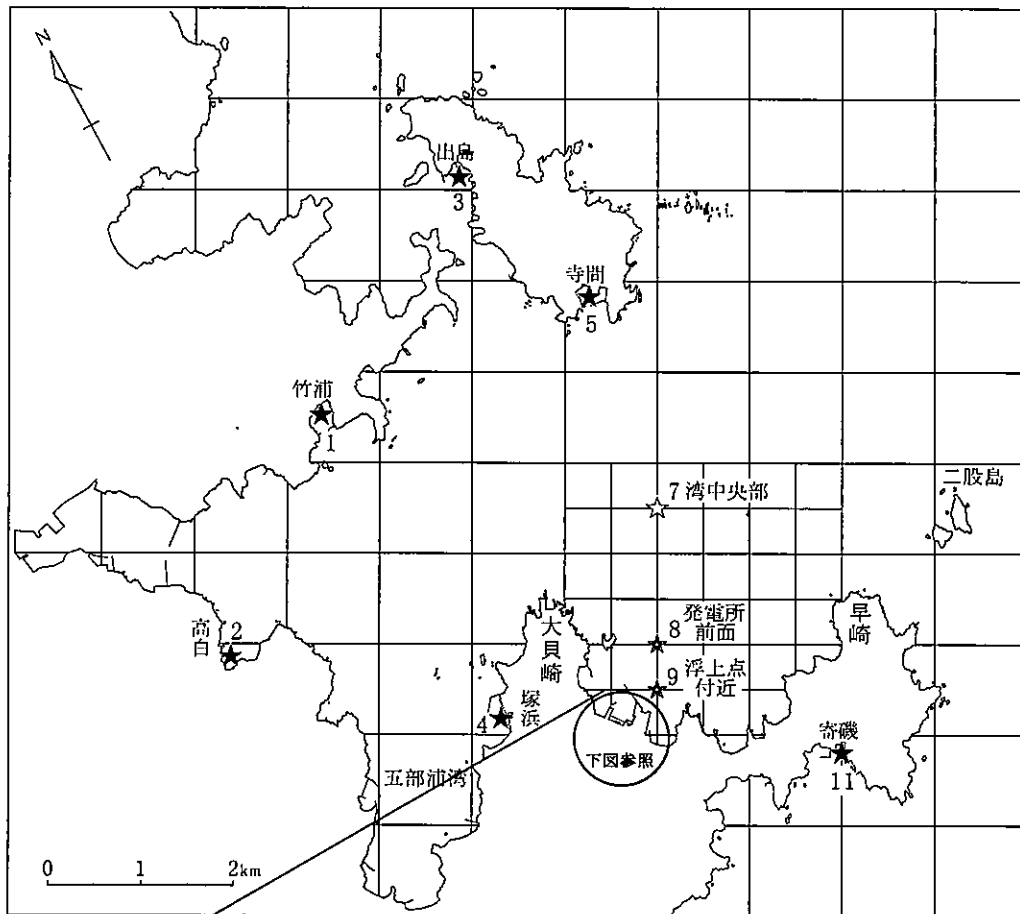 N
出島
3
寺間
5
竹浦
1
二股島
7 湾中央部
高白
2
大貝崎
8 発電所
前面
早崎
9 浮上点
付近
塚浜
4
寄磯
11
下図参照
五部浦湾
0 1 2km